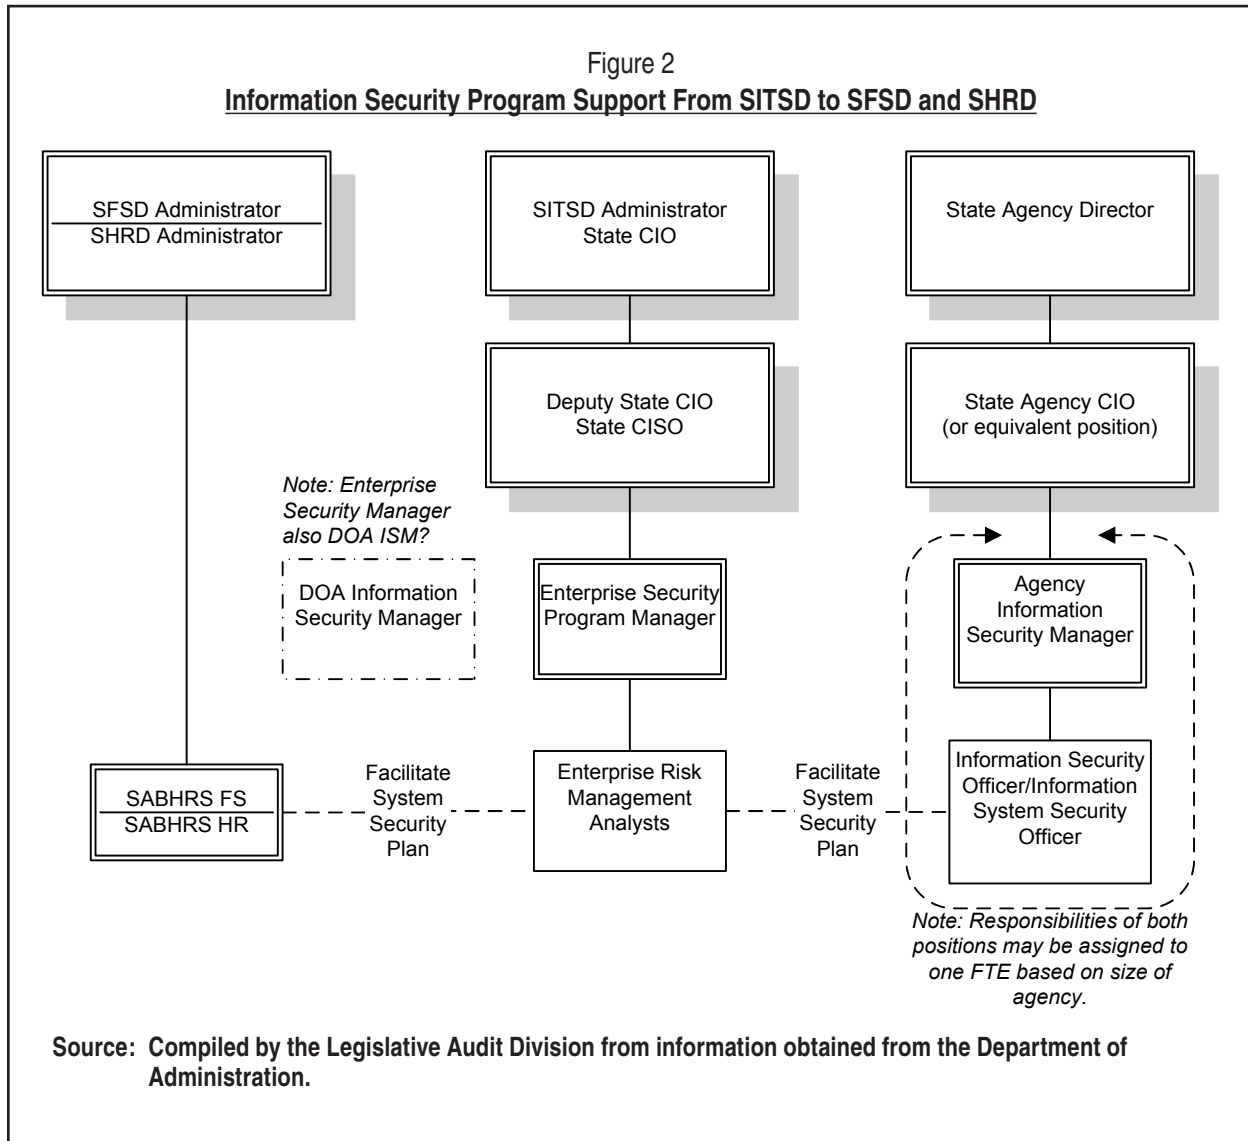 Figure 2
Information Security Program Support From SITSD to SFSD and SHRD
SFSD Administrator
SHRD Administrator
SITSD Administrator
State CIO
State Agency Director
Deputy State CIO
State CISO
State Agency CIO
(or equivalent position)
Note: Enterprise
Security Manager
also DOA ISM?
DOA Information
Security Manager
Enterprise Security
Program Manager
Agency
Information
Security Manager
SABHRS FS
SABHRS HR
Facilitate
System
Security
Plan
Enterprise Risk
Management
Analysts
Facilitate
System
Security
Plan
Information Security
Officer/Information
System Security
Officer
Note: Responsibilities of both
positions may be assigned to
one FTE based on size of
agency.
Source: Compiled by the Legislative Audit Division from information obtained from the Department of
Administration.